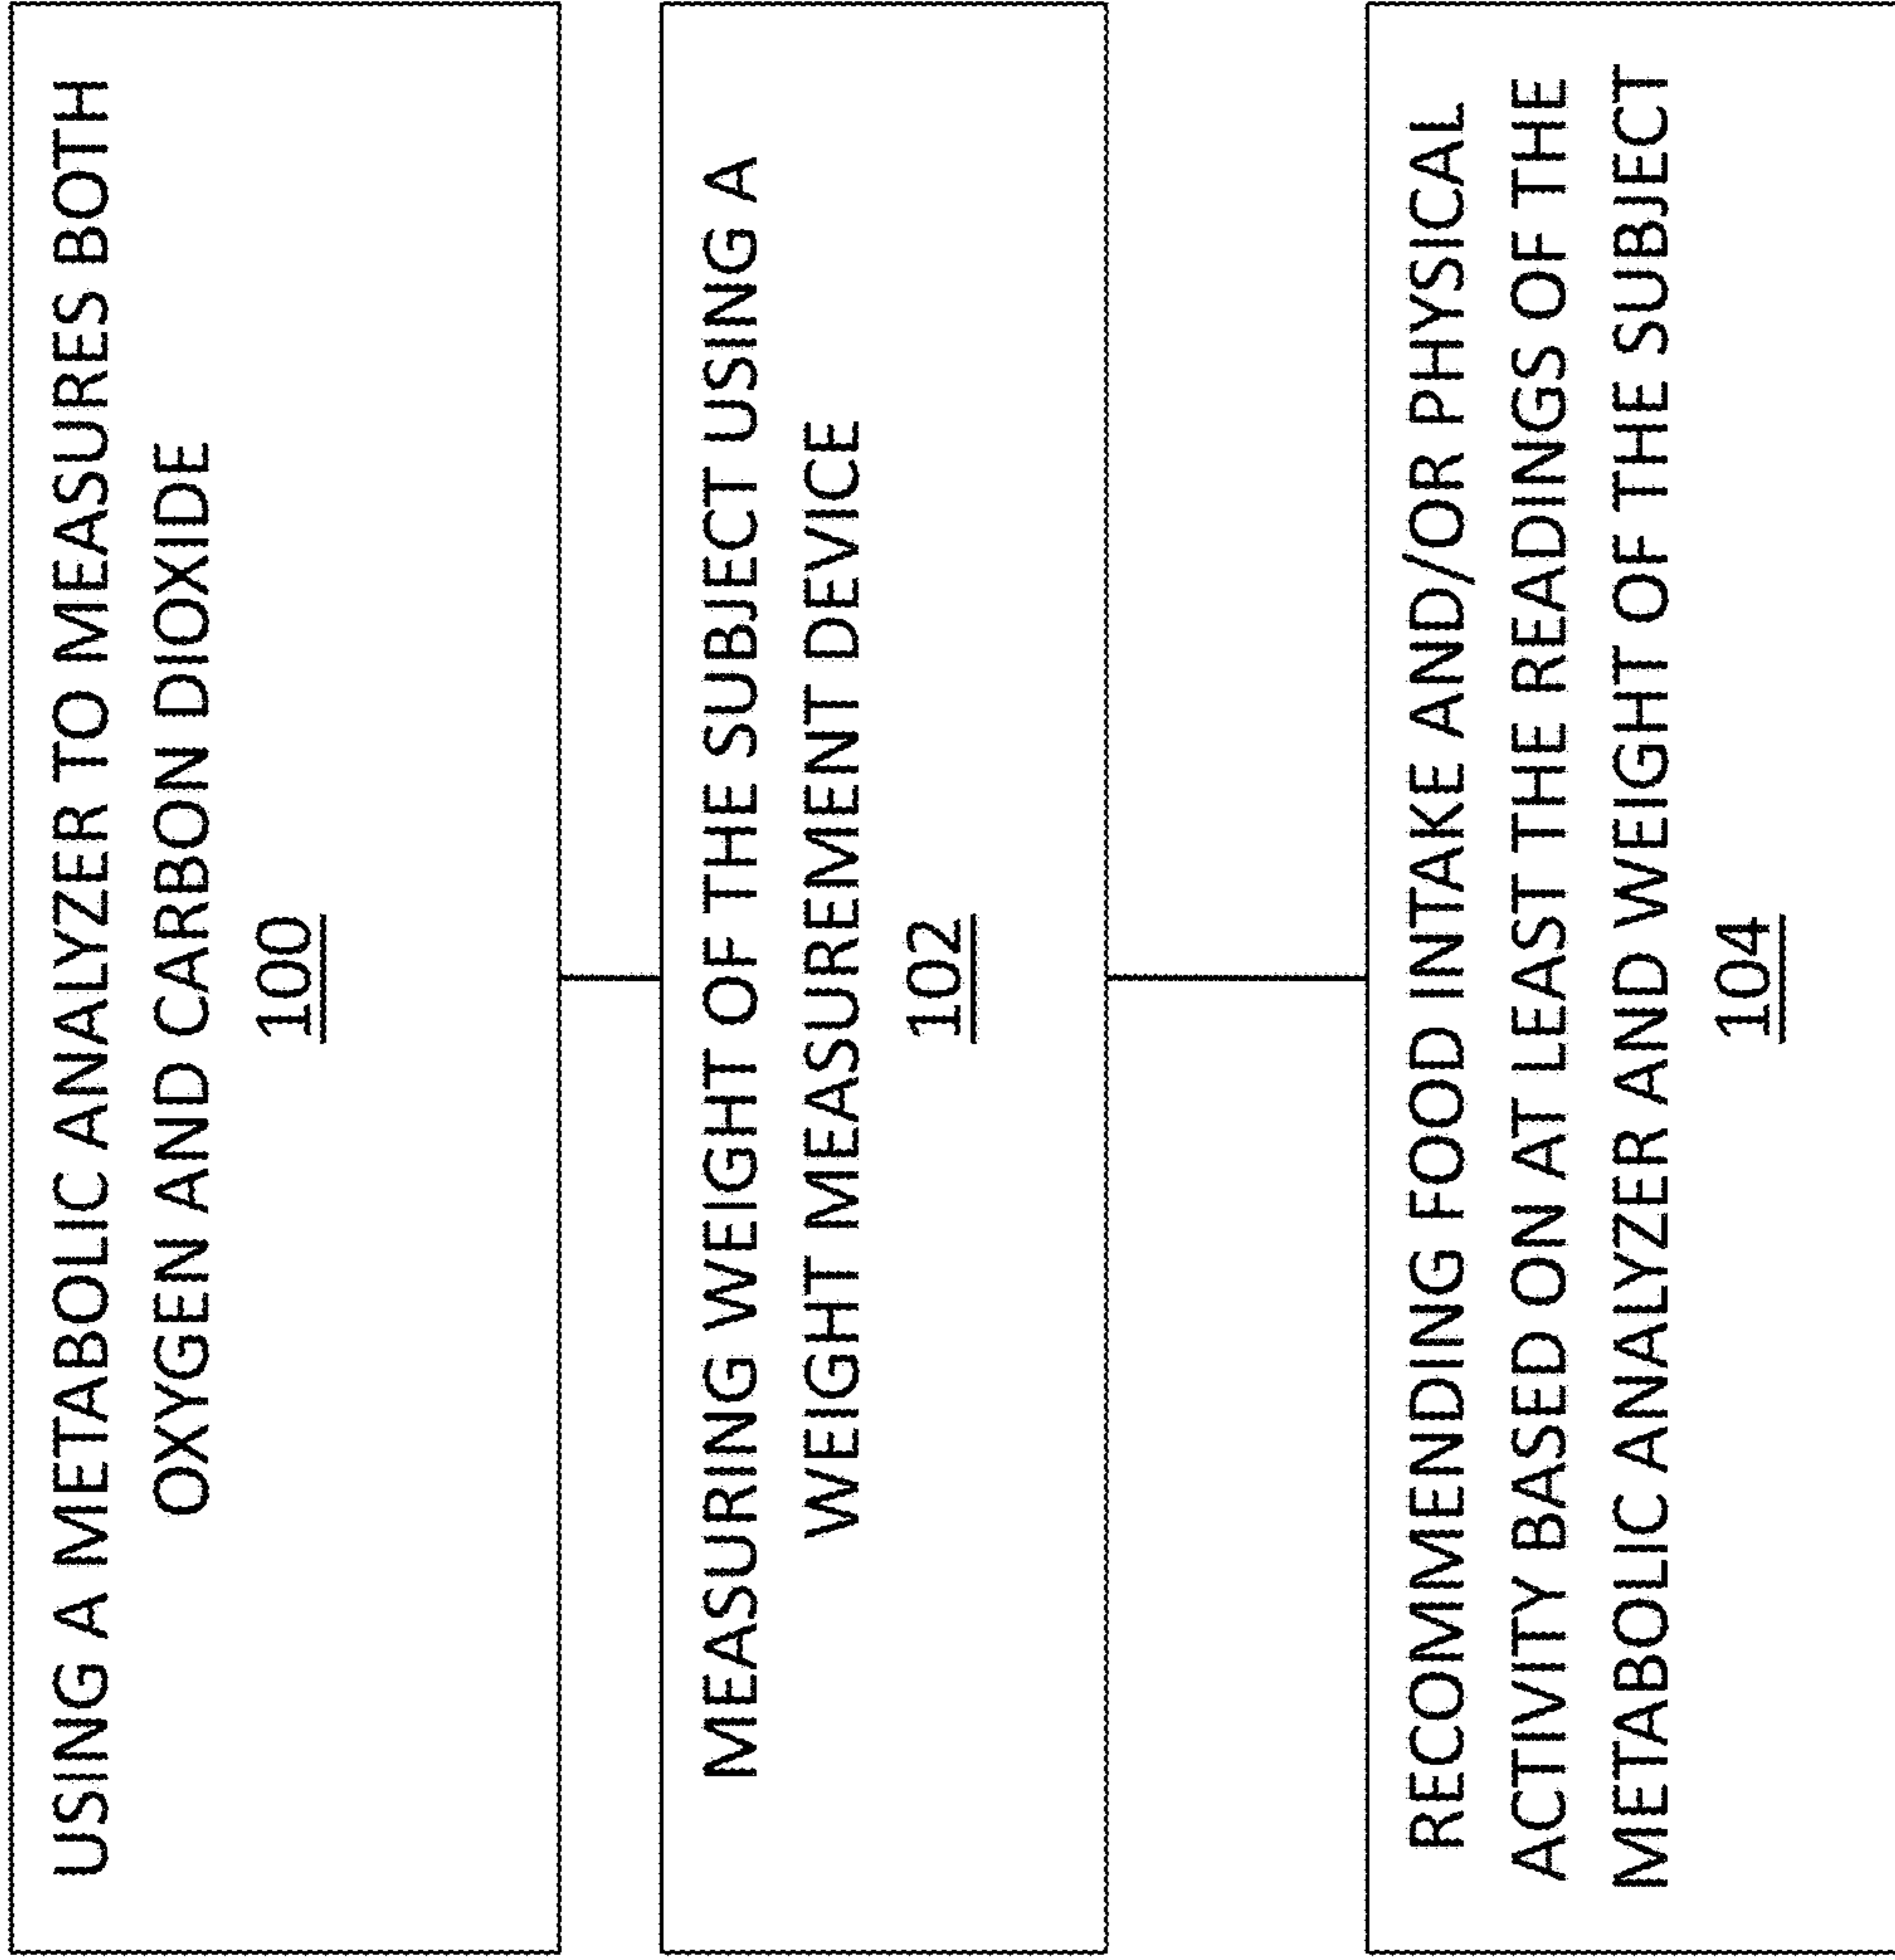 USING A METABOLIC ANALYZER TO MEASURES BOTH
OXYGEN AND CARBON DIOXIDE
100
MEASURING WEIGHT OF THE SUBJECT USING A
WEIGHT MEASUREMENT DEVICE
102
RECOMMENDING FOOD INTAKE AND/OR PHYSICAL
ACTIVITY BASED ON AT LEAST THE READINGS OF THE
METABOLIC ANALYZER AND WEIGHT OF THE SUBJECT
104